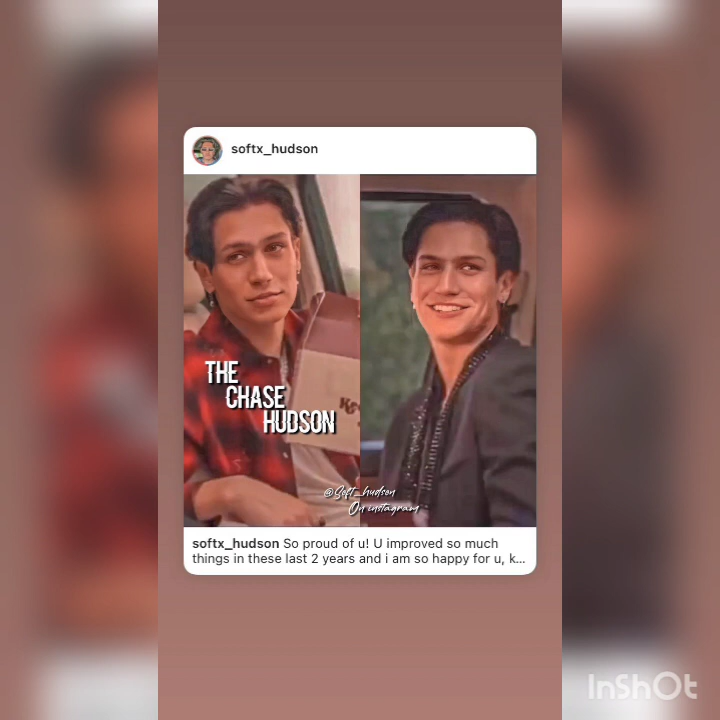 softx_hudson
THE
CHASE
HUDSON
@Soft_hudson
On instagram
softx_hudson So proud of u! U improved so much
things in these last 2 years and i am so happy for u, k...
InShOt